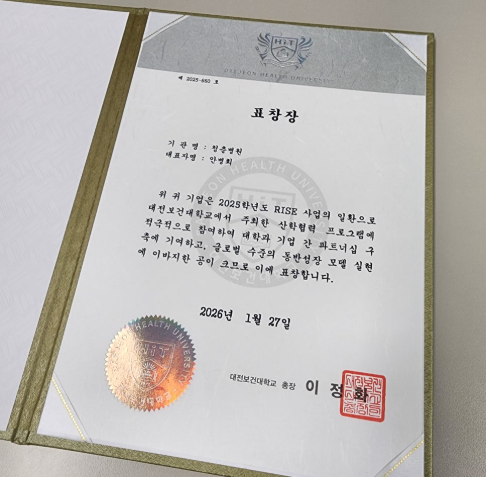 HiT
DAEJEON HEALTH UNIVERSITY
제 2025-660 호
표창장
기 관 명 : 청춘병원
대표자명 : 안병회
위 귀 기업은 2025학년도 RISE 사업의 일환으로
대전보건대학교에서 주최한 산학협력 프로그램에
적극적으로 참여하여 대학과 기업 간 파트너십 구
축에 기여하고, 글로벌 수준의 동반성장 모델 실현
에 이바지한 공이 크므로 이에 표창합니다.
2026년 1월 27일
대전보건대학교 총장 이 정 화
HEALTH UNIVERSITY
HiT